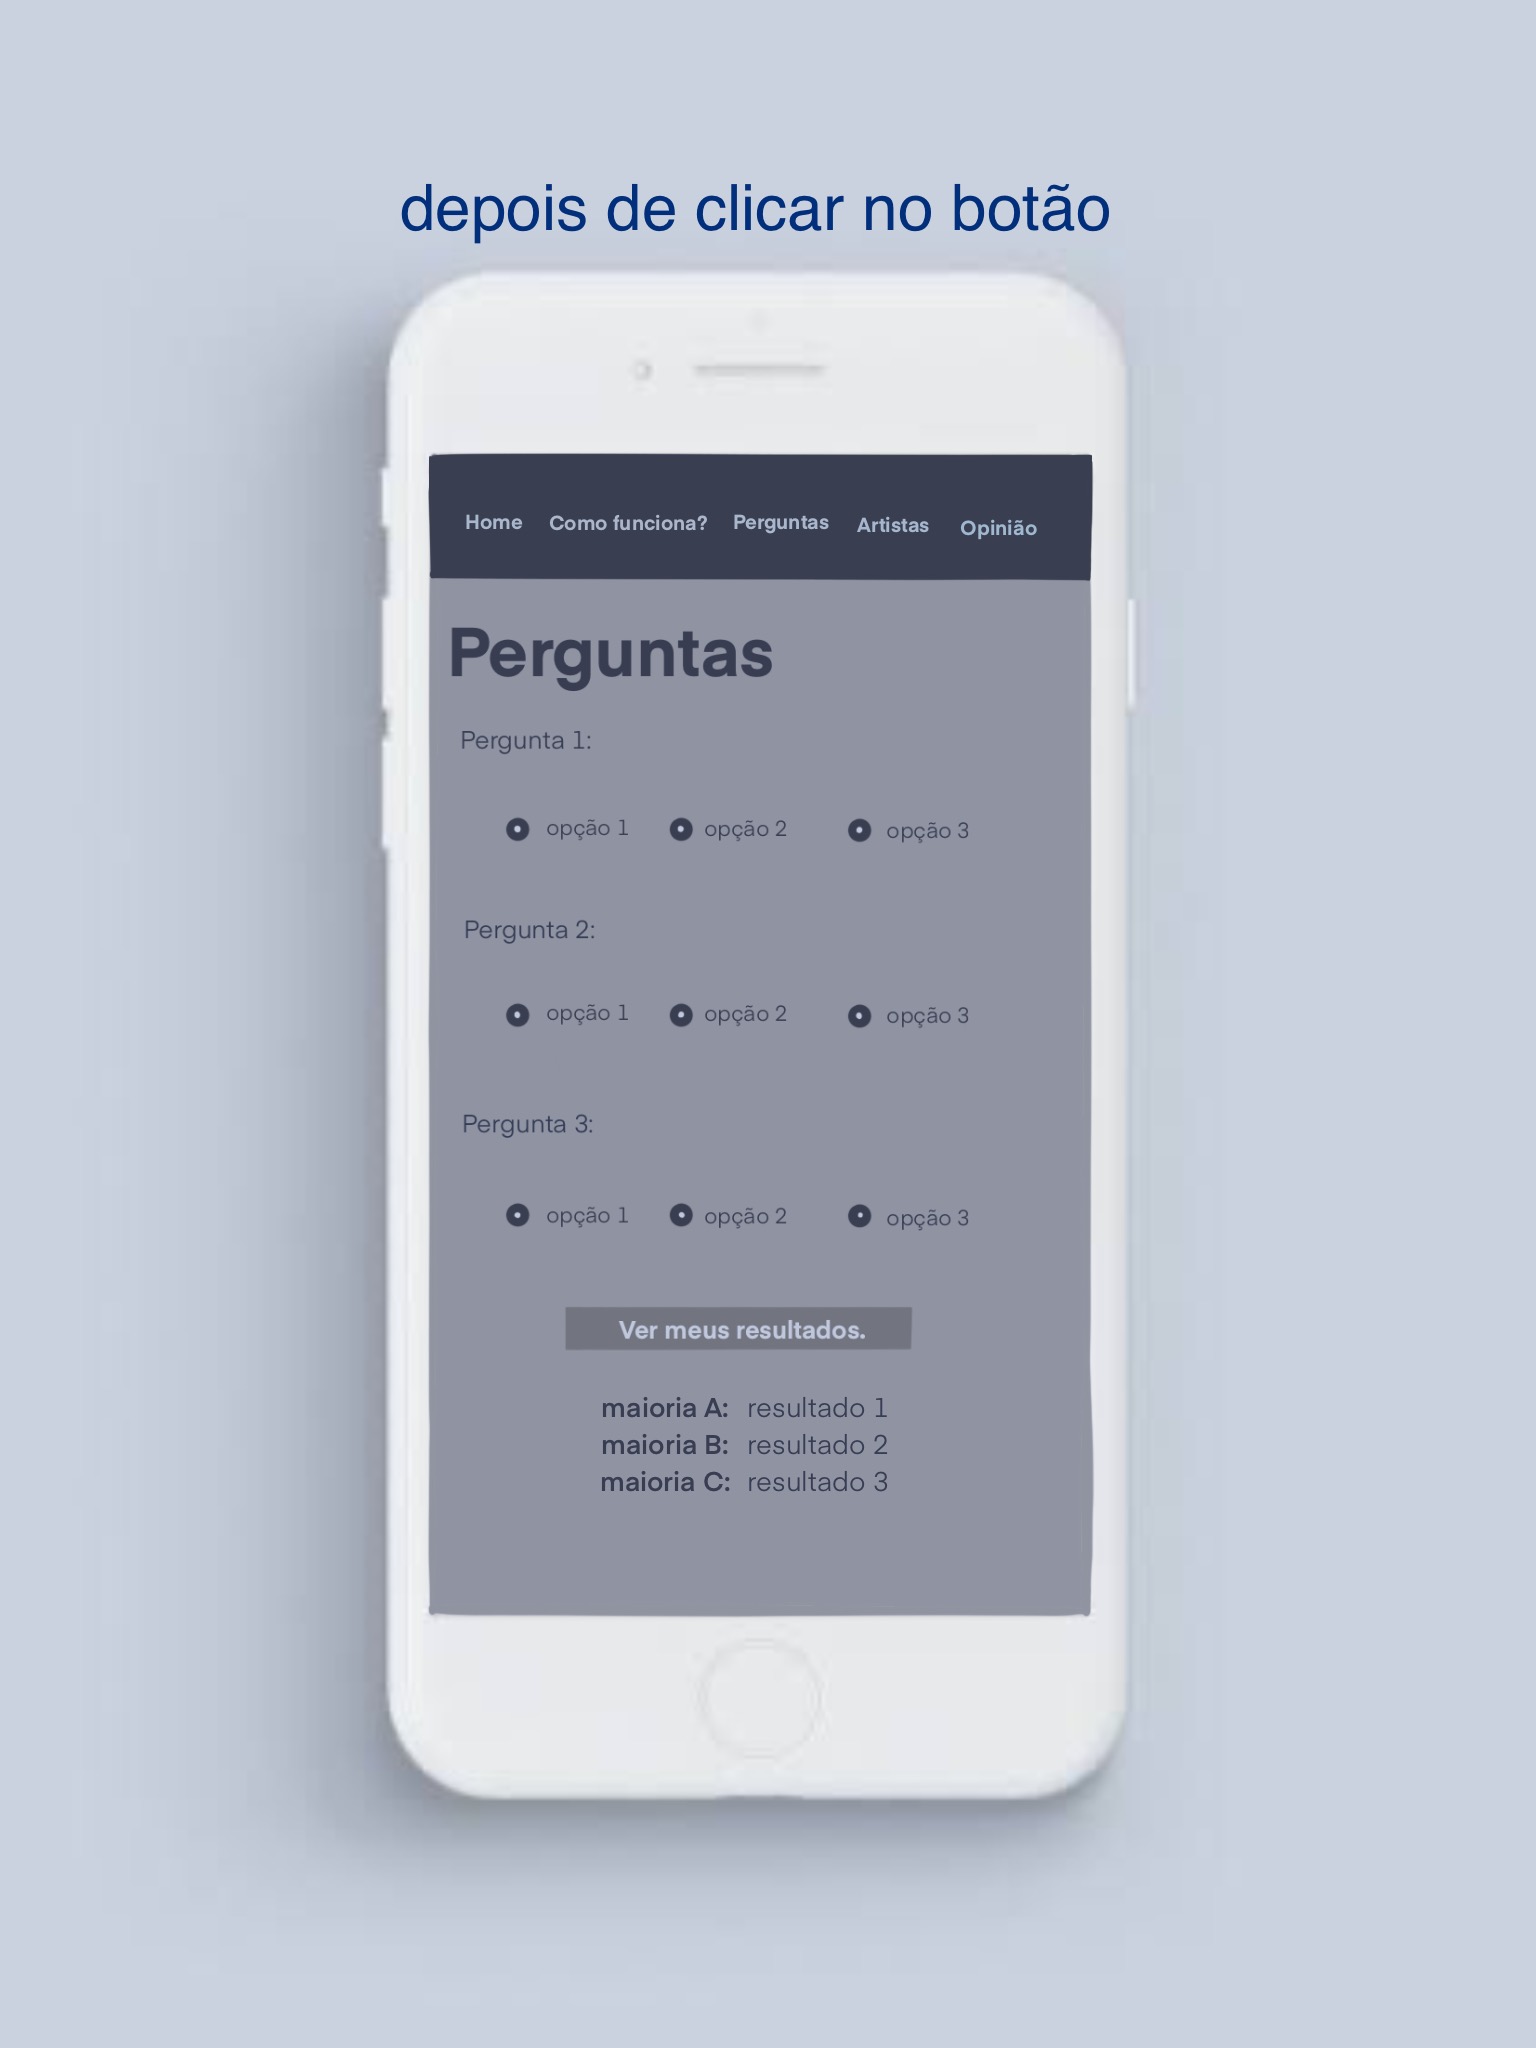 depois de clicar no botão
Home Como funciona? Perguntas Artistas Opinião
Perguntas
Pergunta 1:
opção 1 opção 2 opção 3
Pergunta 2:
opção 1 opção 2 opção 3
Pergunta 3:
opção 1 opção 2 opção 3
Ver meus resultados.
maioria A: resultado 1
maioria B: resultado 2
maioria C: resultado 3